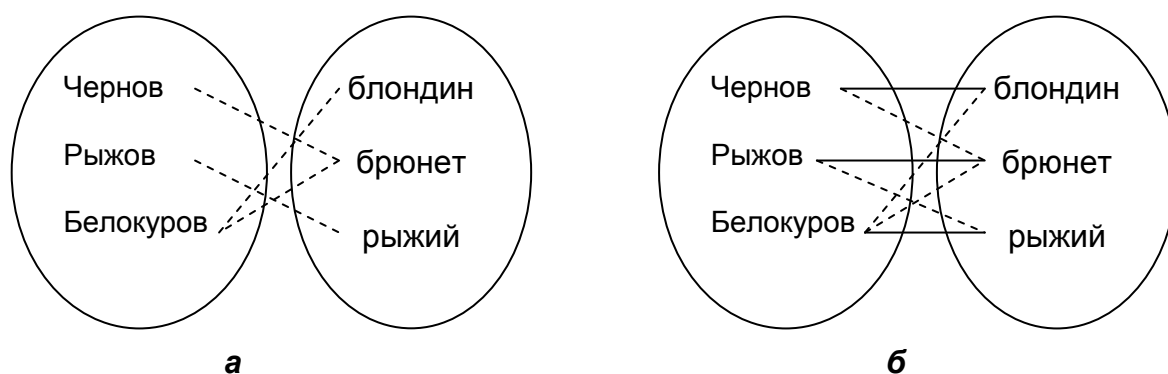 Чернов
Рыжов
Белокуров
блондин
брюнет
рыжий
а
Чернов
Рыжов
Белокуров
блондин
брюнет
рыжий
б